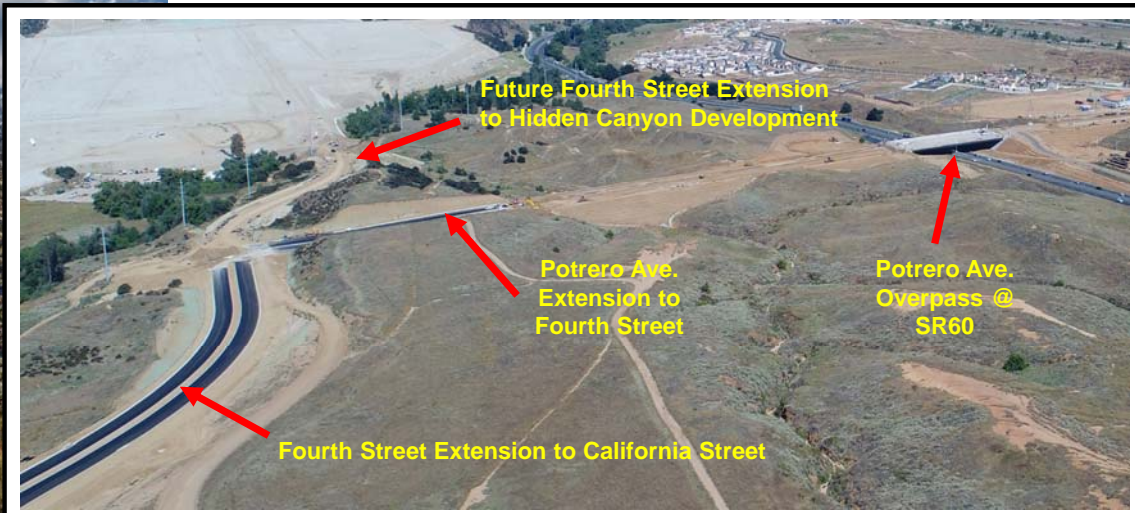 Future Fourth Street Extension
to Hidden Canyon Development
Potrero Ave.
Extension to
Fourth Street
Potrero Ave.
Overpass @
SR60
Fourth Street Extension to California Street